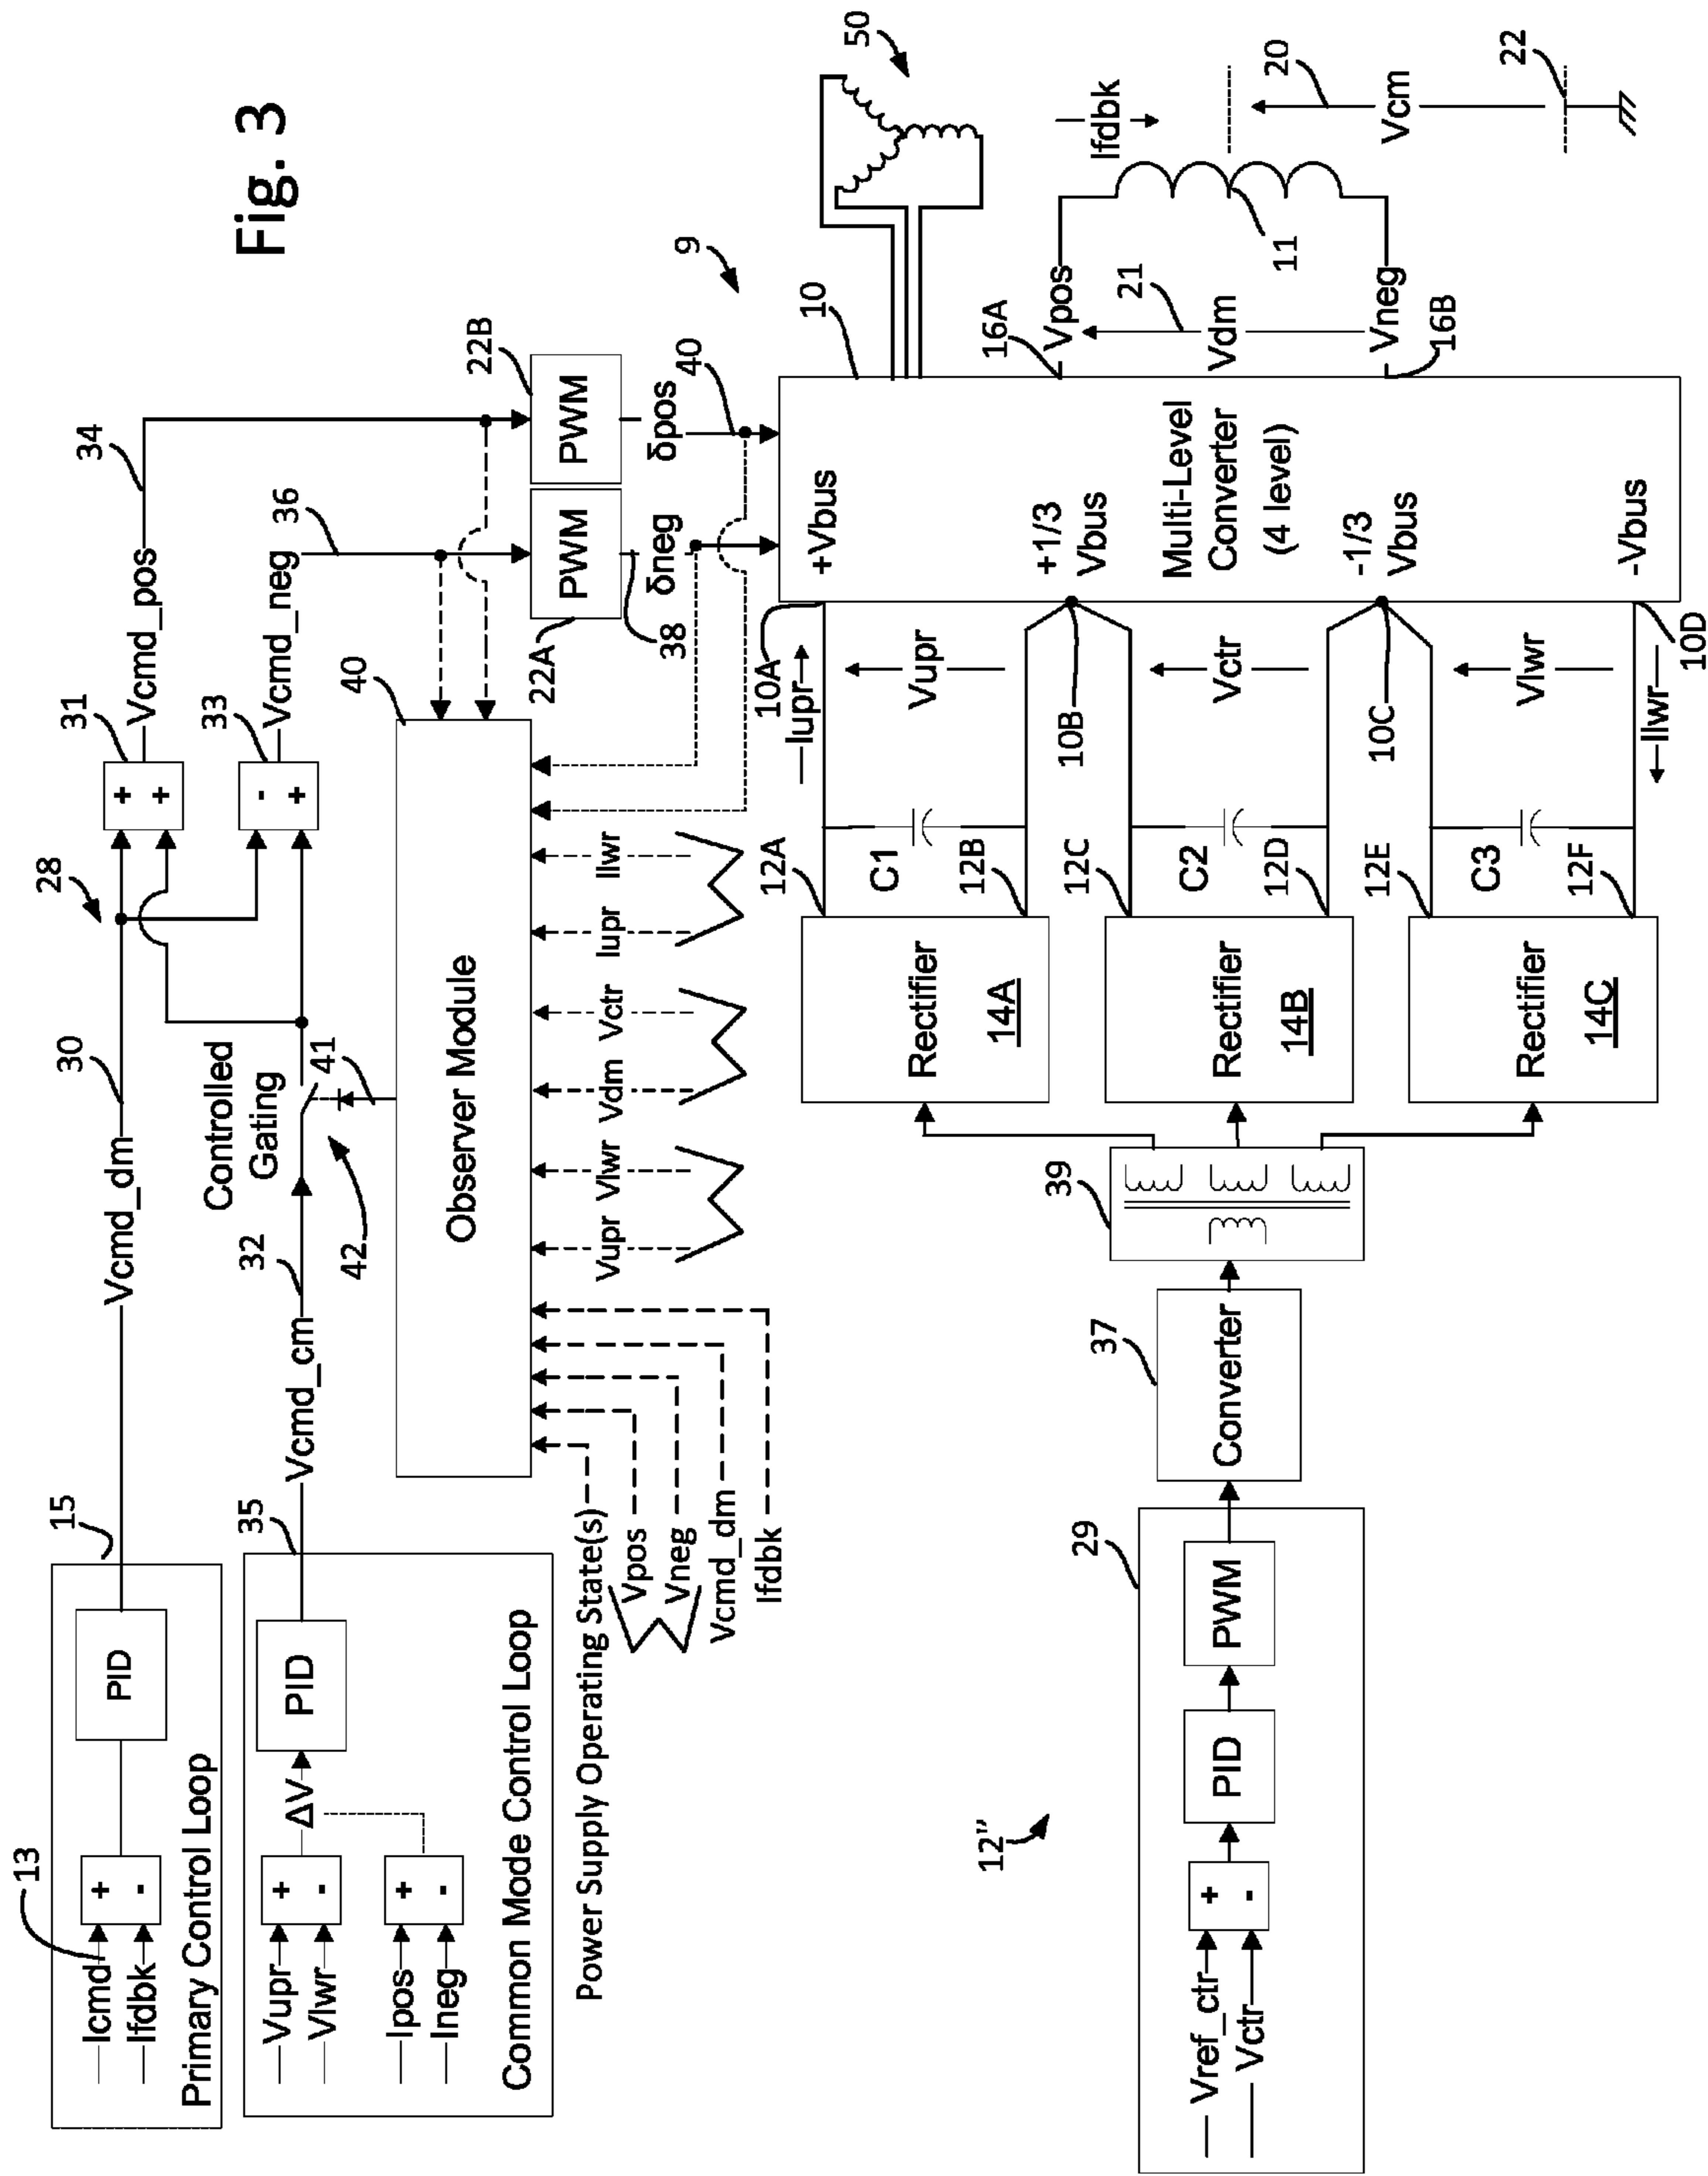 Fig. 3
13
Icmd
Ifdbk
+
-
PID
15
Primary Control Loop
Vcmd_dm
30
28
+
+
31
Vcmd_pos
34
Vupr
Vlwr
+
-
ΔV
PID
35
Ipos
Ineg
+
-
Common Mode Control Loop
Vcmd_cm
32
Controlled
Gating
42
41
-
+
33
Vcmd_neg
36
Observer Module
40
Power Supply Operating State(s)
Vpos
Vneg
Vcmd_dm
Ifdbk
Vupr
Vlwr
Vdm
Vctr
Iupr
Ilwr
22A
PWM
38
δneg
22B
PWM
δpos
40
9
12"
Vref_ctr
Vctr
+
-
PID
PWM
29
Converter
37
39
Rectifier
14A
Rectifier
14B
Rectifier
14C
12A
C1
12B
12C
C2
12D
12E
C3
12F
Iupr
10A
Vupr
10B
Vctr
10C
Vlwr
Ilwr
10D
10
+Vbus
+1/3
Vbus
Multi-Level
Converter
(4 level)
-1/3
Vbus
-Vbus
50
16A
Vpos
21
Vdm
Vneg
16B
11
Ifdbk
20
Vcm
22